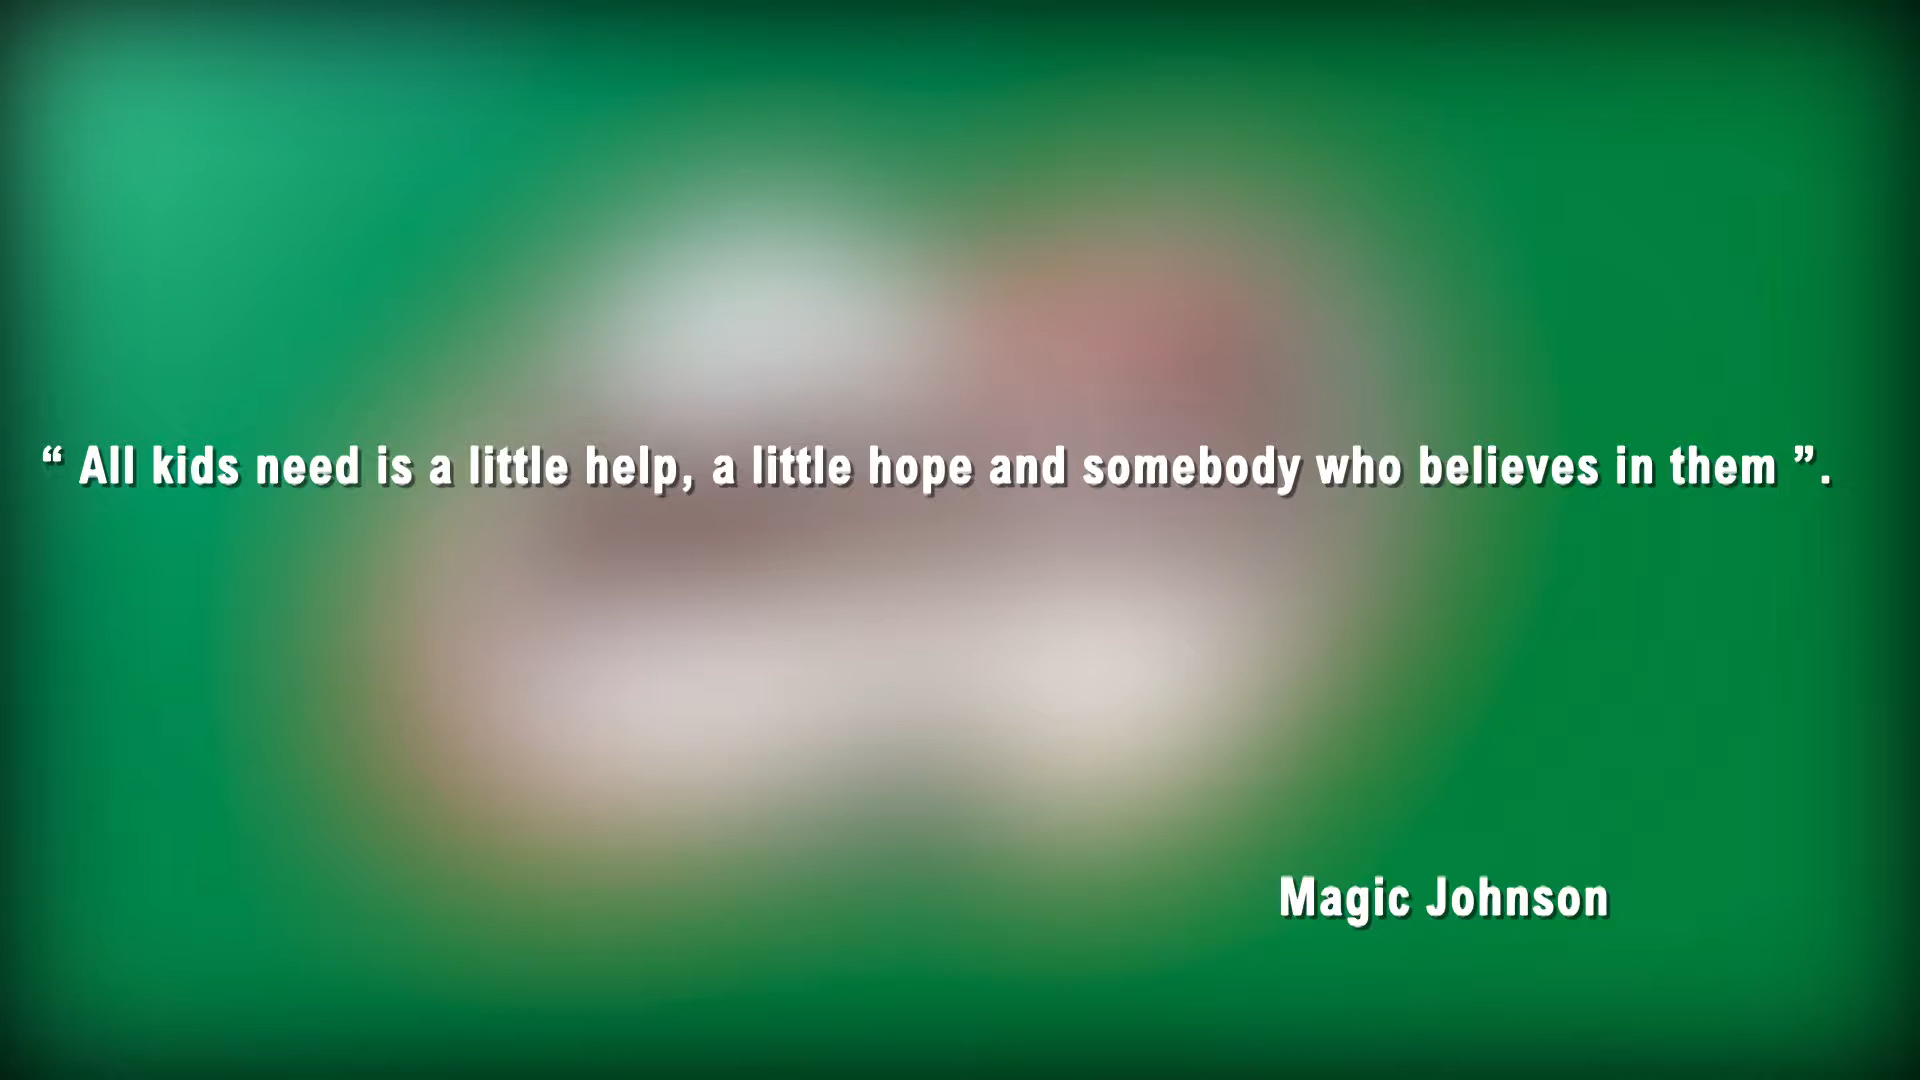 “ All kids need is a little help, a little hope and somebody who believes in them ”.
Magic Johnson